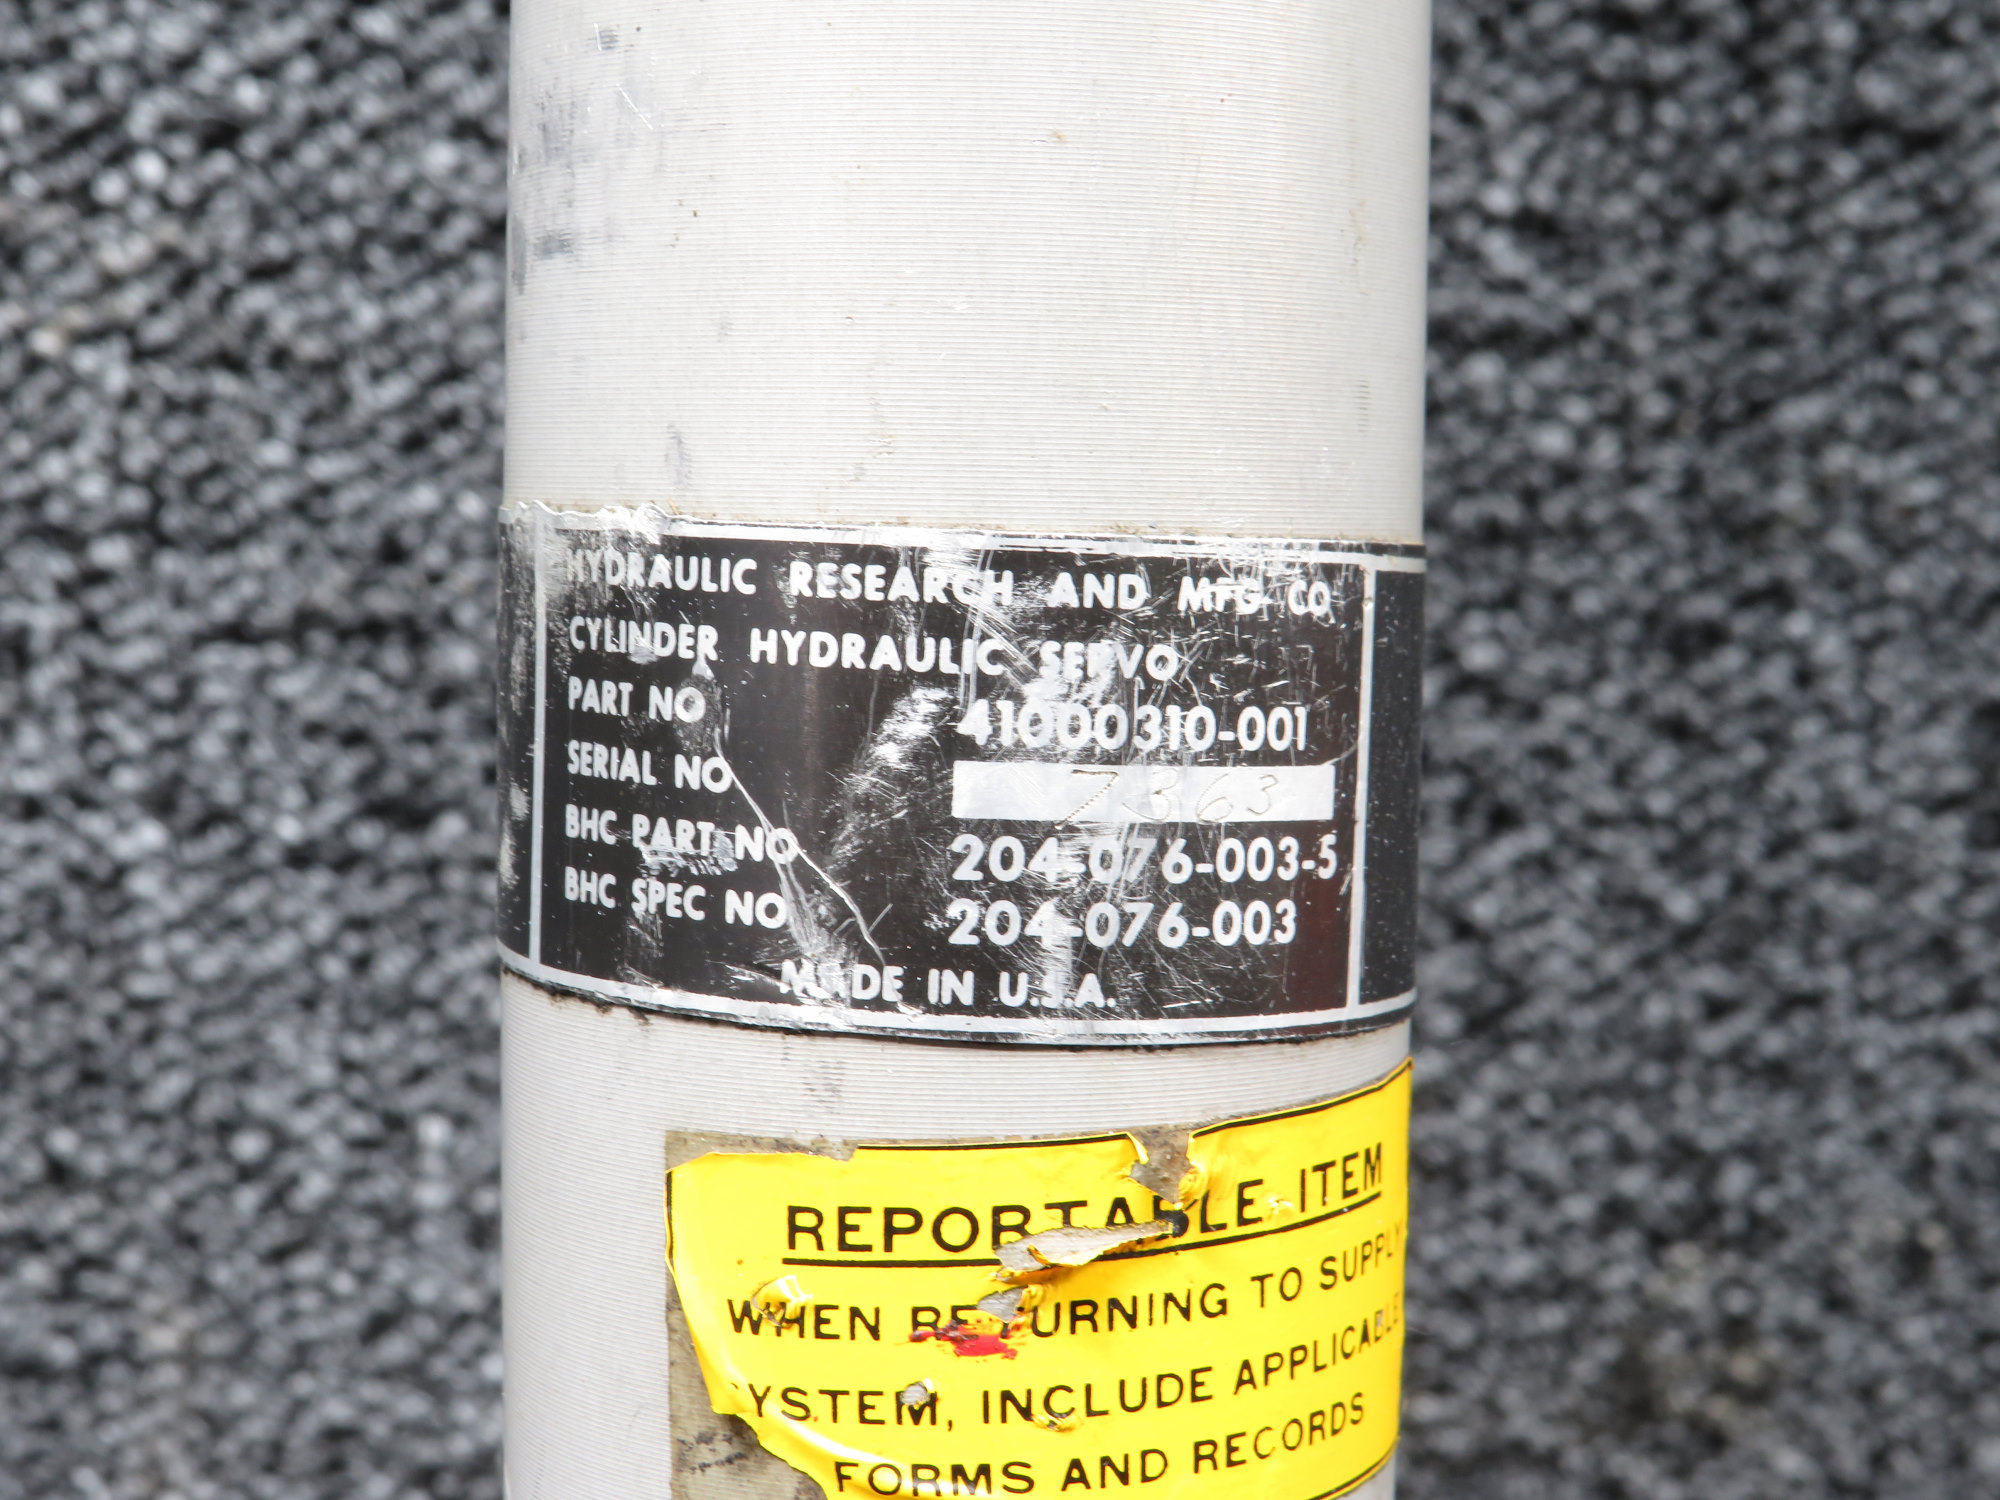 HYDRAULIC RESEARCH AND MFG CO
CYLINDER HYDRAULIC SERVO
PART NO 41000310-001
SERIAL NO 7363
BHC PART NO 204-076-003-5
BHC SPEC NO 204-076-003
MADE IN U.S.A.
REPORTABLE ITEM
WHEN RETURNING TO SUPPLY
YSTEM, INCLUDE APPLICABLE
FORMS AND RECORDS